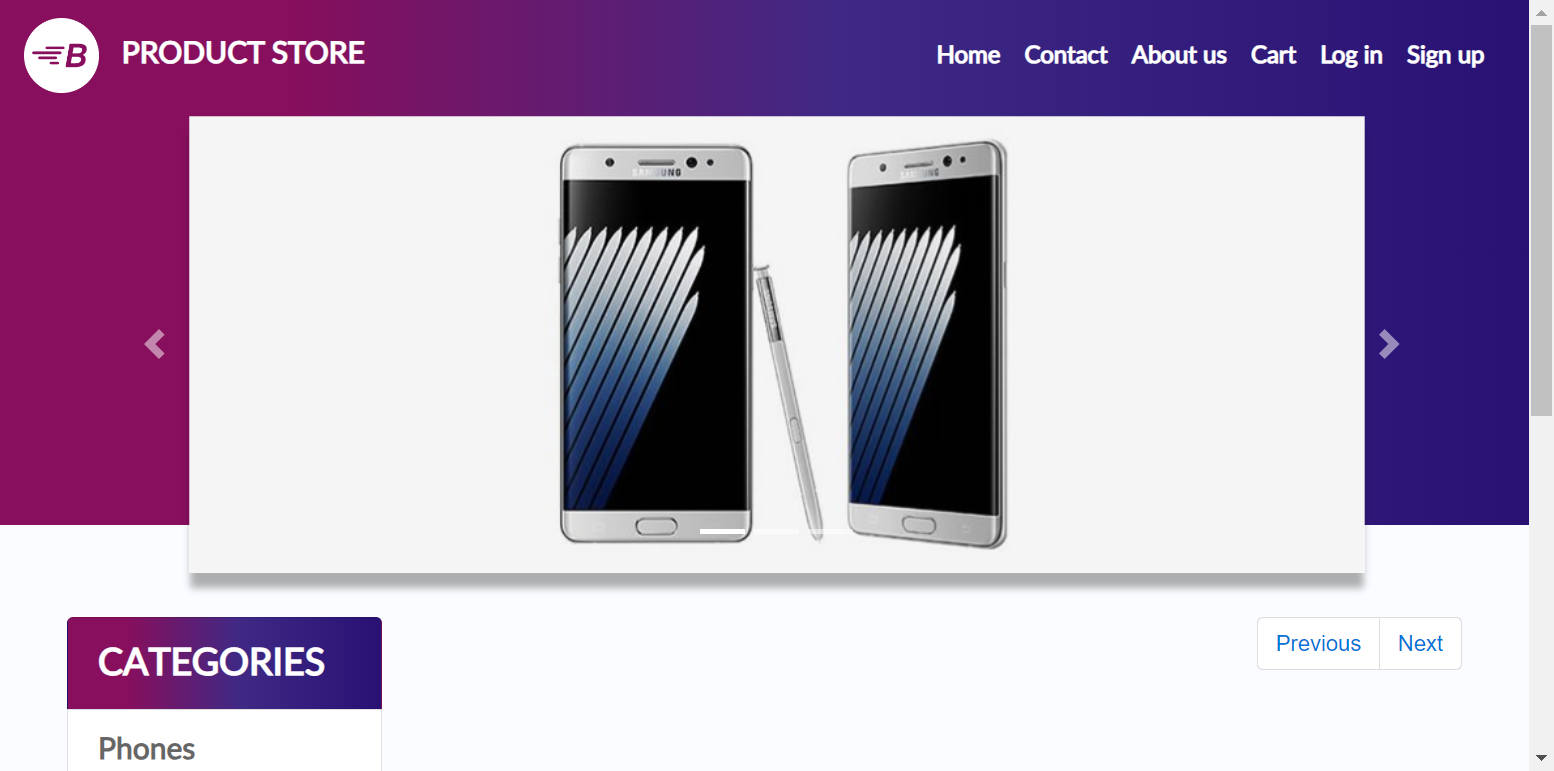 B PRODUCT STORE Home Contact About us Cart Log in Sign up
SAMSUNG SAMSUNG
CATEGORIES
Previous Next
Phones